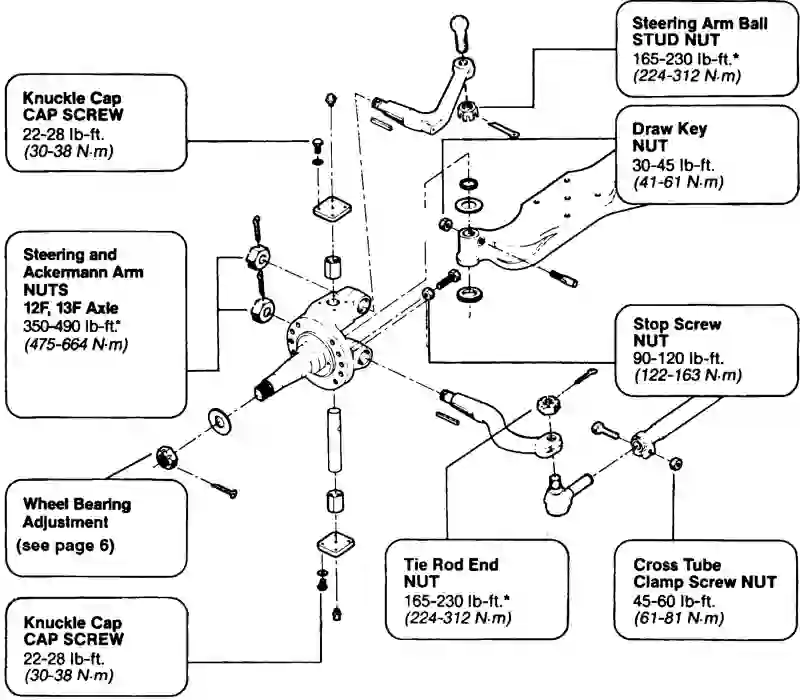 Steering Arm Ball
STUD NUT
165-230 lb-ft.*
(224-312 N·m)
Knuckle Cap
CAP SCREW
22-28 lb-ft.
(30-38 N·m)
Draw Key
NUT
30-45 lb-ft.
(41-61 N·m)
Steering and
Ackermann Arm
NUTS
12F, 13F Axle
350-490 lb-ft.*
(475-664 N·m)
Stop Screw
NUT
90-120 lb-ft.
(122-163 N·m)
Wheel Bearing
Adjustment
(see page 6)
Tie Rod End
NUT
165-230 lb-ft.*
(224-312 N·m)
Cross Tube
Clamp Screw NUT
45-60 lb-ft.
(61-81 N·m)
Knuckle Cap
CAP SCREW
22-28 lb-ft.
(30-38 N·m)